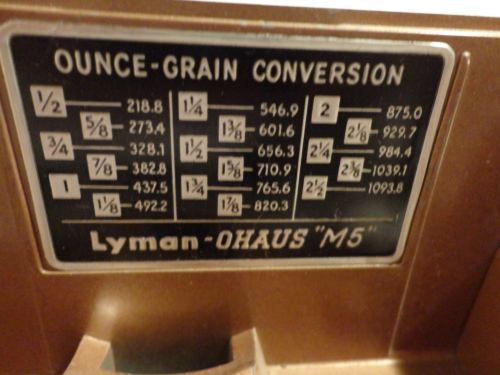 OUNCE-GRAIN CONVERSION
1/2 218.8
5/8 273.4
3/4 328.1
7/8 382.8
1 437.5
1 1/8 492.2
1 1/4 546.9
1 3/8 601.6
1 1/2 656.3
1 5/8 710.9
1 3/4 765.6
1 7/8 820.3
2 875.0
2 1/8 929.7
2 1/4 984.4
2 3/8 1039.1
2 1/2 1093.8
Lyman-OHAUS "M5"